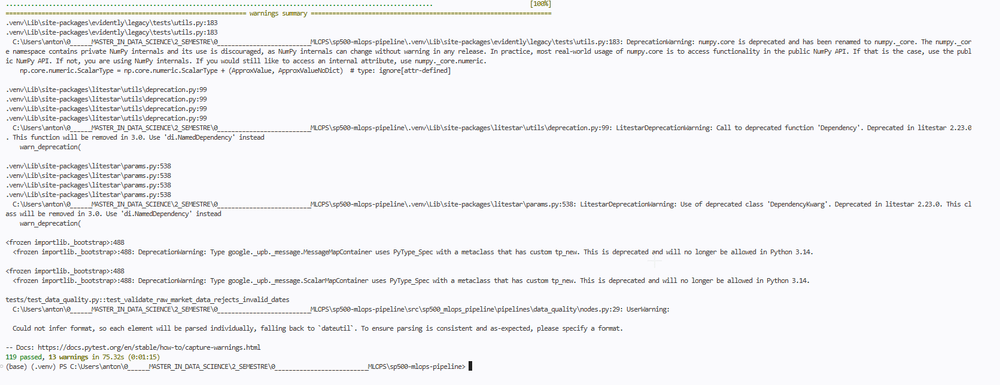 ........................................................................................................................ [100%]
=================================================================== warnings summary ===================================================================
.venv\Lib\site-packages\evidently\legacy\tests\utils.py:183
.venv\Lib\site-packages\evidently\legacy\tests\utils.py:183
  C:\Users\anton\0______MASTER_IN_DATA_SCIENCE\2_SEMESTRE\0__________________________MLOPS\sp500-mlops-pipeline\.venv\Lib\site-packages\evidently\legacy\tests\utils.py:183: DeprecationWarning: numpy.core is deprecated and has been renamed to numpy._core. The numpy._cor
e namespace contains private NumPy internals and its use is discouraged, as NumPy internals can change without warning in any release. In practice, most real-world usage of numpy.core is to access functionality in the public NumPy API. If that is the case, use the publ
ic NumPy API. If not, you are using NumPy internals. If you would still like to access an internal attribute, use numpy._core.numeric.
    np.core.numeric.ScalarType = np.core.numeric.ScalarType + (ApproxValue, ApproxValueNoDict)  # type: ignore[attr-defined]

.venv\Lib\site-packages\litestar\utils\deprecation.py:99
.venv\Lib\site-packages\litestar\utils\deprecation.py:99
.venv\Lib\site-packages\litestar\utils\deprecation.py:99
.venv\Lib\site-packages\litestar\utils\deprecation.py:99
  C:\Users\anton\0______MASTER_IN_DATA_SCIENCE\2_SEMESTRE\0__________________________MLOPS\sp500-mlops-pipeline\.venv\Lib\site-packages\litestar\utils\deprecation.py:99: LitestarDeprecationWarning: Call to deprecated function 'Dependency'. Deprecated in litestar 2.23.0
. This function will be removed in 3.0. Use 'di.NamedDependency' instead
    warn_deprecation(

.venv\Lib\site-packages\litestar\params.py:538
.venv\Lib\site-packages\litestar\params.py:538
.venv\Lib\site-packages\litestar\params.py:538
.venv\Lib\site-packages\litestar\params.py:538
  C:\Users\anton\0______MASTER_IN_DATA_SCIENCE\2_SEMESTRE\0__________________________MLOPS\sp500-mlops-pipeline\.venv\Lib\site-packages\litestar\params.py:538: LitestarDeprecationWarning: Use of deprecated class 'DependencyKwarg'. Deprecated in litestar 2.23.0. This cl
ass will be removed in 3.0. Use 'di.NamedDependency' instead
    warn_deprecation(

<frozen importlib._bootstrap>:488
  <frozen importlib._bootstrap>:488: DeprecationWarning: Type google._upb._message.MessageMapContainer uses PyType_Spec with a metaclass that has custom tp_new. This is deprecated and will no longer be allowed in Python 3.14.

<frozen importlib._bootstrap>:488
  <frozen importlib._bootstrap>:488: DeprecationWarning: Type google._upb._message.ScalarMapContainer uses PyType_Spec with a metaclass that has custom tp_new. This is deprecated and will no longer be allowed in Python 3.14.

tests/test_data_quality.py::test_validate_raw_market_data_rejects_invalid_dates
  C:\Users\anton\0______MASTER_IN_DATA_SCIENCE\2_SEMESTRE\0__________________________MLOPS\sp500-mlops-pipeline\src\sp500_mlops_pipeline\pipelines\data_quality\nodes.py:29: UserWarning:

  Could not infer format, so each element will be parsed individually, falling back to `dateutil`. To ensure parsing is consistent and as-expected, please specify a format.

-- Docs: https://docs.pytest.org/en/stable/how-to/capture-warnings.html
119 passed, 13 warnings in 75.32s (0:01:15)
(base) (.venv) PS C:\Users\anton\0______MASTER_IN_DATA_SCIENCE\2_SEMESTRE\0__________________________MLOPS\sp500-mlops-pipeline>